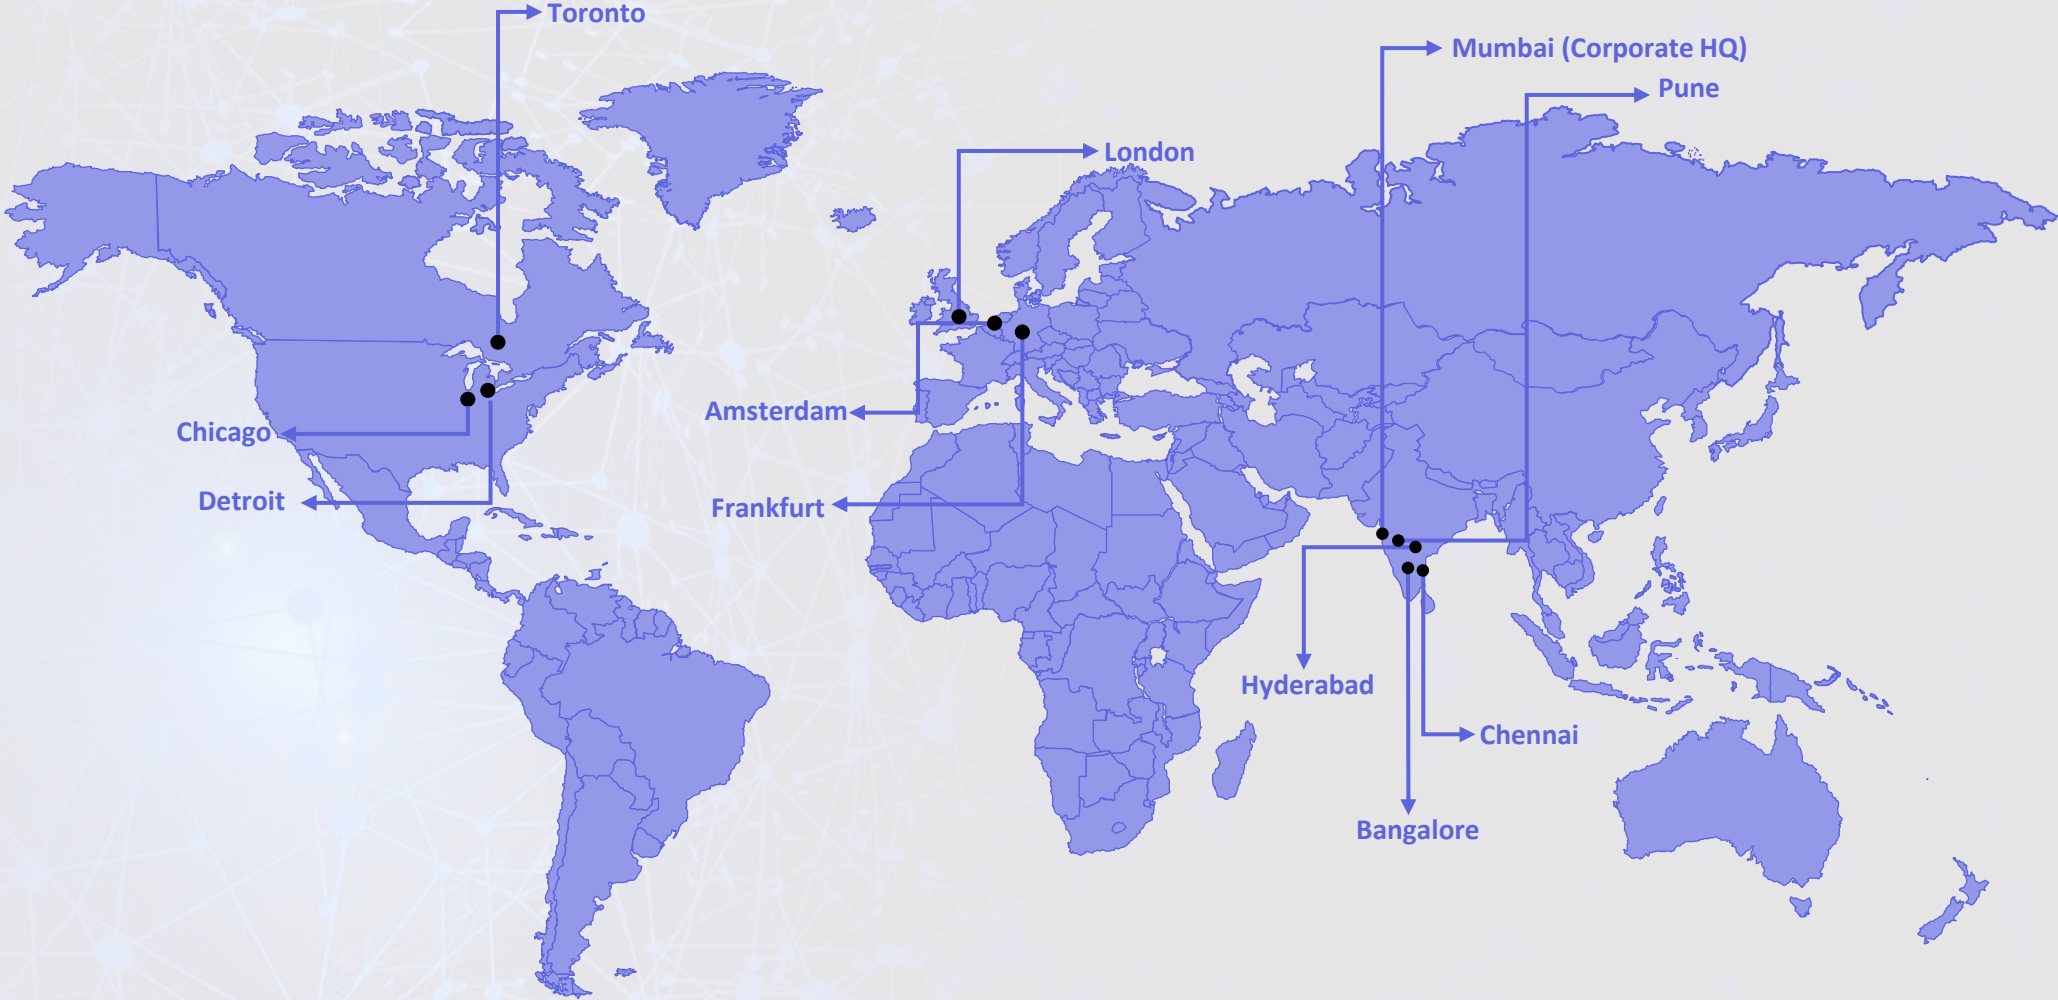 Toronto
Mumbai (Corporate HQ)
Pune
London
Amsterdam
Chicago
Detroit
Frankfurt
Hyderabad
Chennai
Bangalore